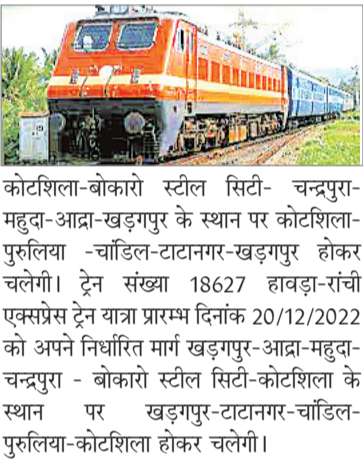 कोटशिला-बोकारो स्टील सिटी- चन्द्रपुरा-
महुदा-आद्रा-खड़गपुर के स्थान पर कोटशिला-
पुरुलिया -चांडिल-टाटानगर-खड़गपुर होकर
चलेगी। ट्रेन संख्या 18627 हावड़ा-रांची
एक्सप्रेस ट्रेन यात्रा प्रारम्भ दिनांक 20/12/2022
को अपने निर्धारित मार्ग खड़गपुर-आद्रा-महुदा-
चन्द्रपुरा - बोकारो स्टील सिटी-कोटशिला के
स्थान पर खड़गपुर-टाटानगर-चांडिल-
पुरुलिया-कोटशिला होकर चलेगी।